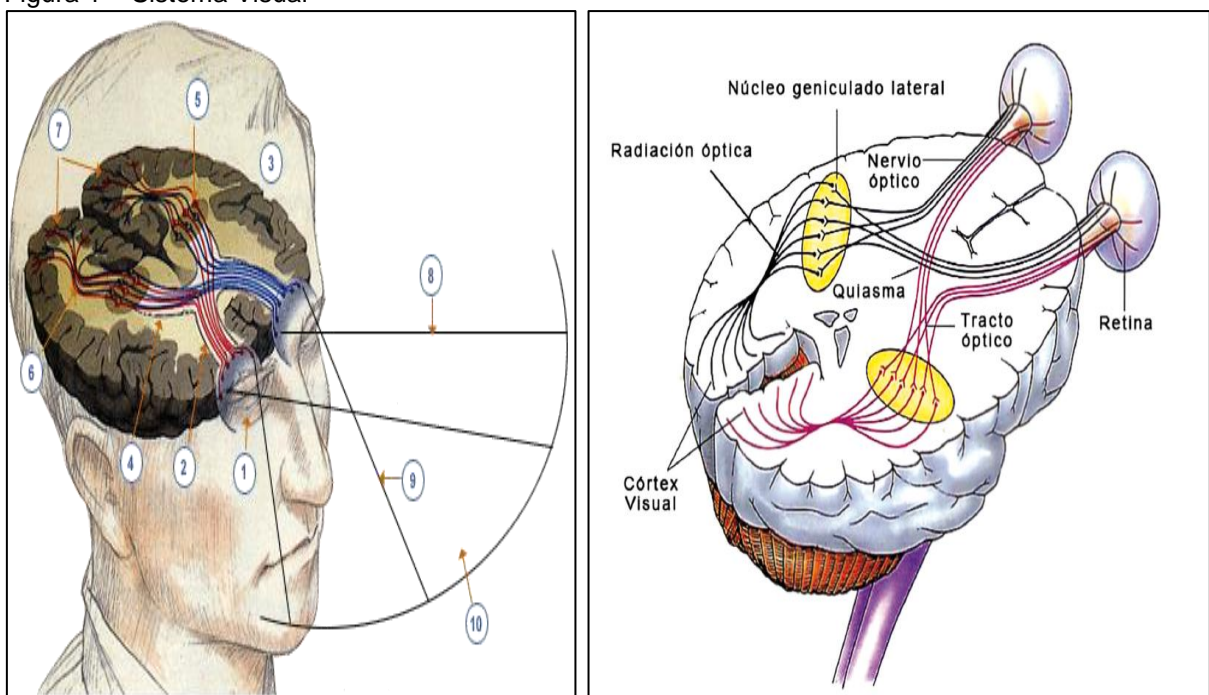 Figura 1 – Sistema Visual
5
7
3
8
6
9
4
2
1
10
Núcleo geniculado lateral
Radiación óptica
Nervio
óptico
Quiasma
Tracto
óptico
Retina
Córtex
Visual